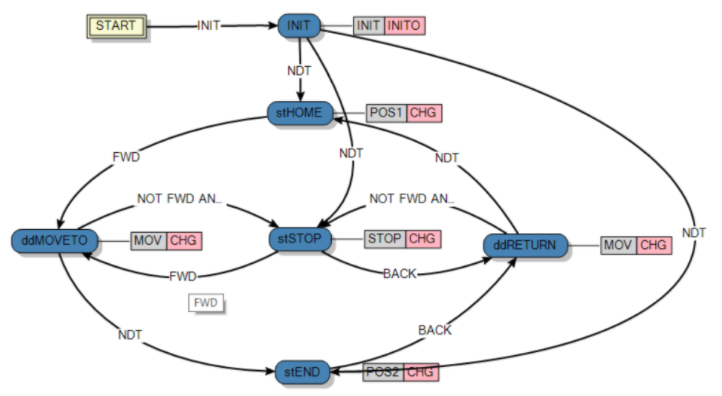 START
INIT
INIT
INIT INITO
NDT
stHOME
POS1 CHG
FWD
NDT
NDT
NOT FWD AN...
NOT FWD AN...
NDT
ddMOVETO
MOV CHG
stSTOP
STOP CHG
ddRETURN
MOV CHG
FWD
BACK
FWD
NDT
BACK
stEND
POS2 CHG